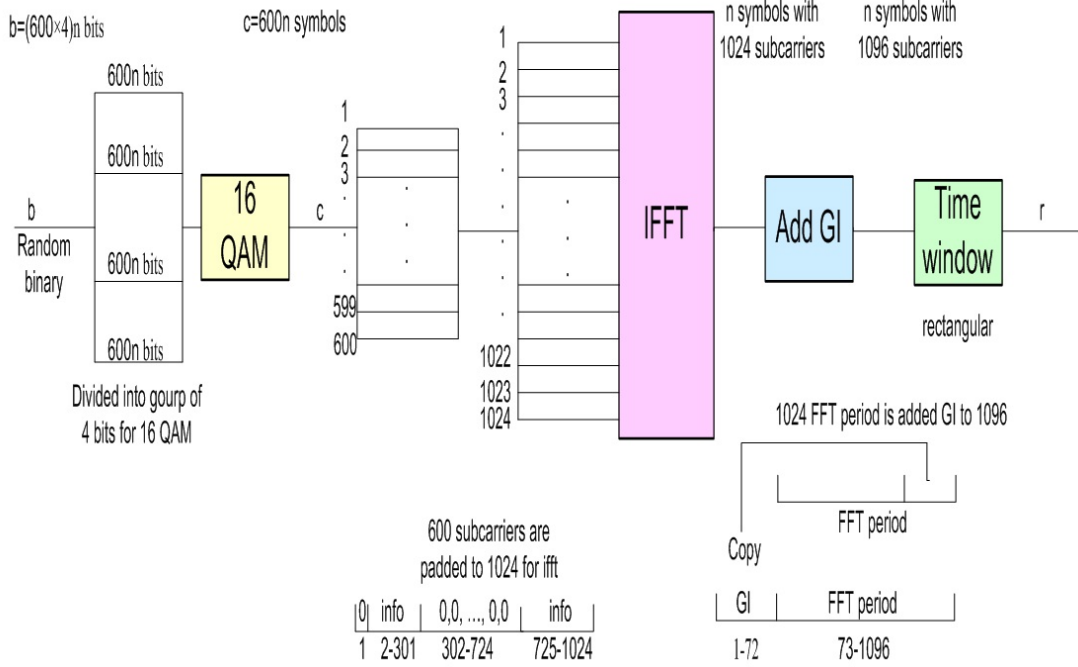 b=(600×4)n bits
c=600n symbols
n symbols with
1024 subcarriers
n symbols with
1096 subcarriers
600n bits
600n bits
600n bits
600n bits
b
Random
binary
Divided into gourp of
4 bits for 16 QAM
16
QAM
c
1
2
3
599
600
1
2
3
1022
1023
1024
IFFT
Add GI
Time
window
r
rectangular
1024 FFT period is added GI to 1096
FFT period
Copy
GI
FFT period
1-72
73-1096
600 subcarriers are
padded to 1024 for ifft
0
info
0,0, ..., 0,0
info
1
2-301
302-724
725-1024